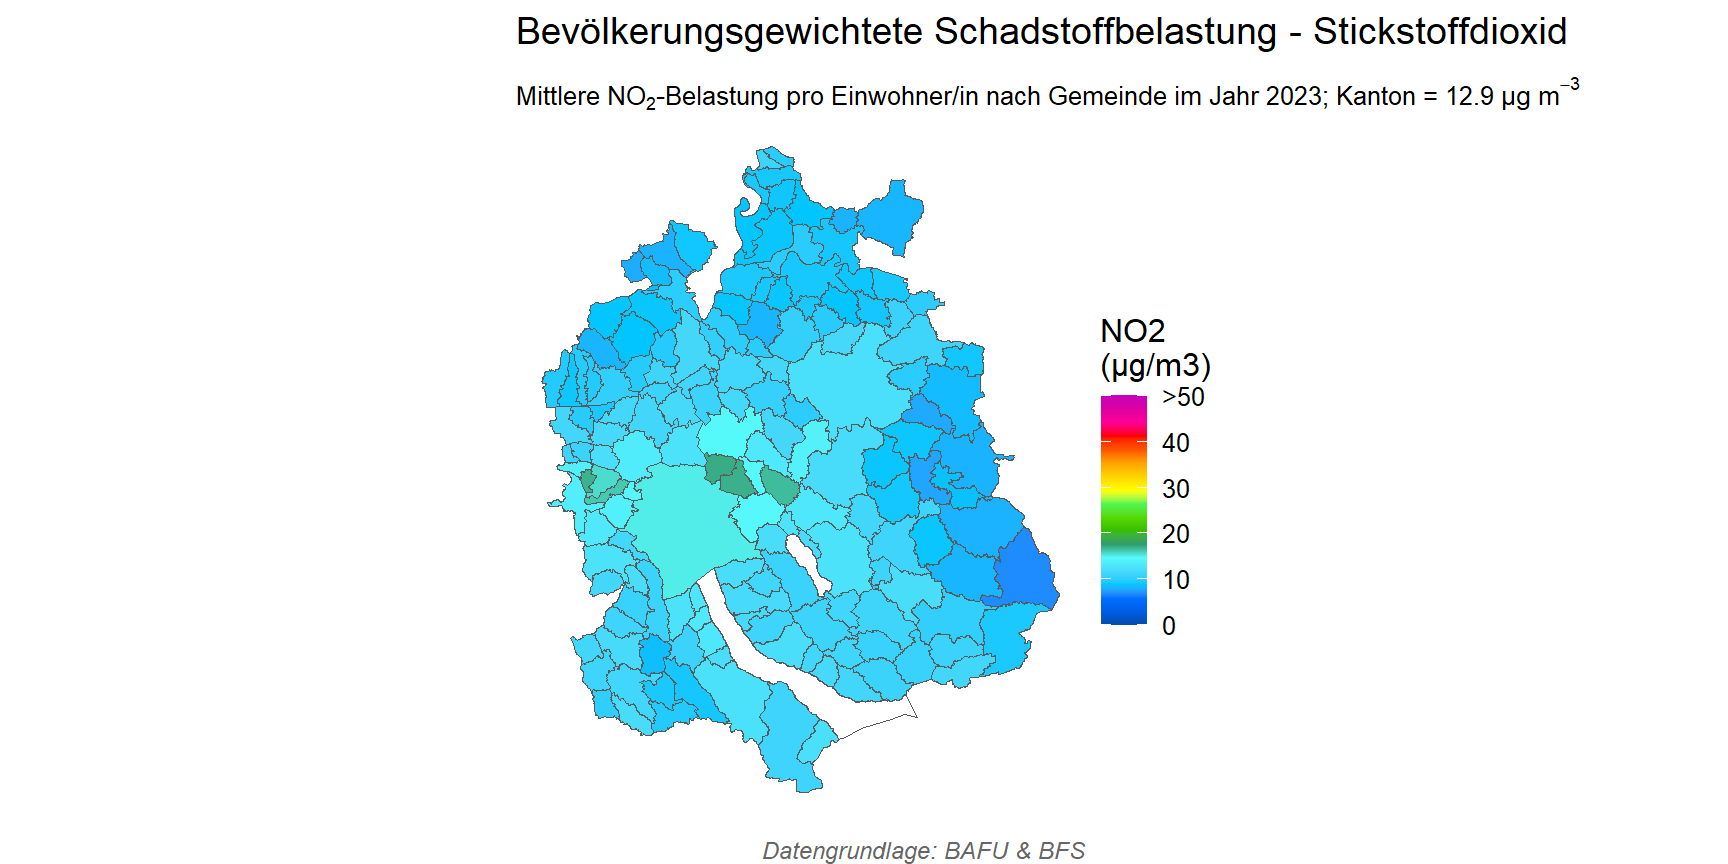 Bevölkerungsgewichtete Schadstoffbelastung - Stickstoffdioxid
Mittlere NO₂-Belastung pro Einwohner/in nach Gemeinde im Jahr 2023; Kanton = 12.9 µg m⁻³
NO2
(µg/m3)
>50
40
30
20
10
0
Datengrundlage: BAFU & BFS